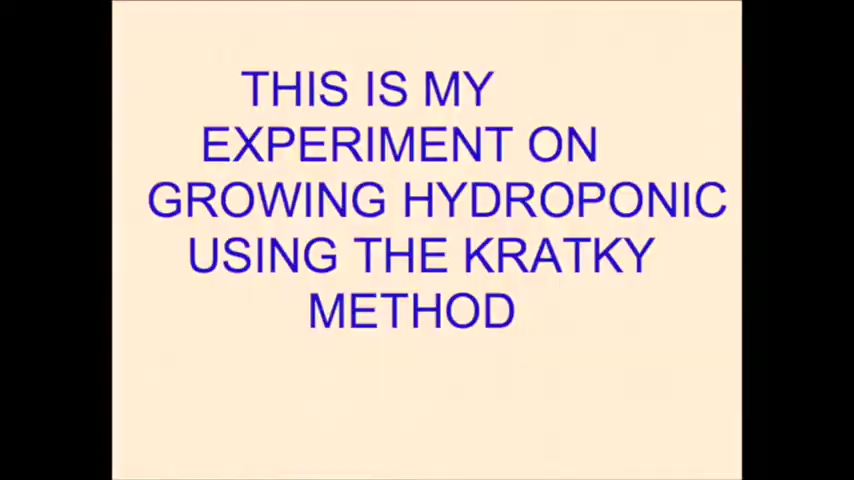 THIS IS MY
EXPERIMENT ON
GROWING HYDROPONIC
USING THE KRATKY
METHOD